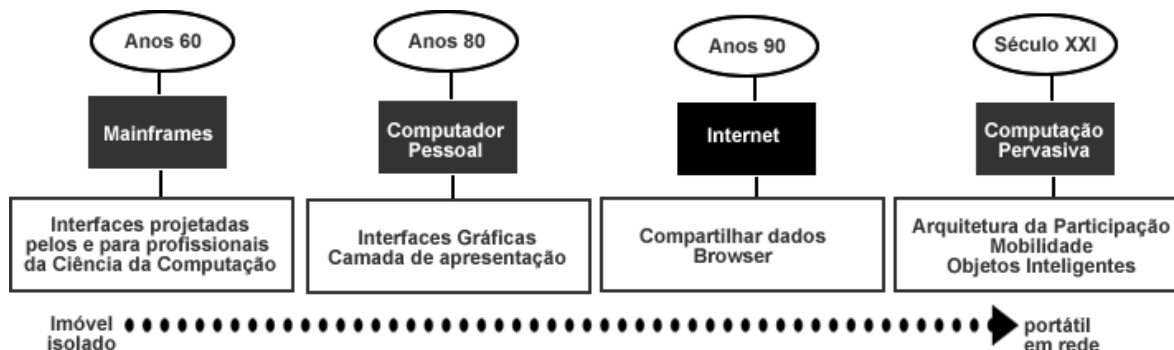 Anos 60
Anos 80
Anos 90
Século XXI
Mainframes
Computador
Pessoal
Internet
Computação
Pervasiva
Interfaces projetadas
pelos e para profissionais
da Ciência da Computação
Interfaces Gráficas
Camada de apresentação
Compartilhar dados
Browser
Arquitetura da Participação
Mobilidade
Objetos Inteligentes
Imóvel
isolado
portátil
em rede